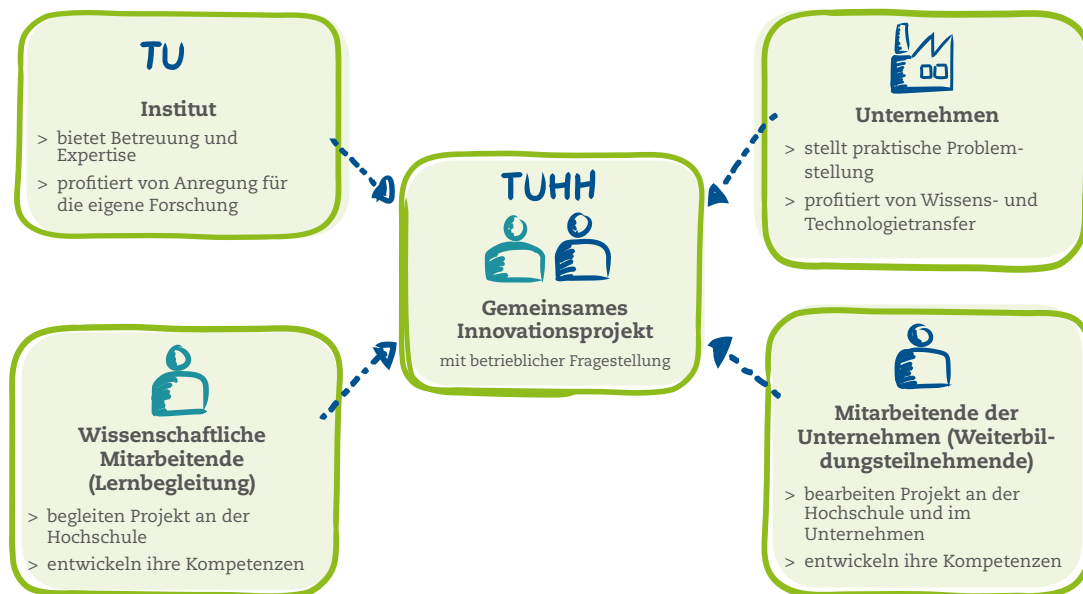 TU
Institut
> bietet Betreuung und
Expertise
> profitiert von Anregung für
die eigene Forschung
Unternehmen
> stellt praktische Problem-
stellung
> profitiert von Wissens- und
Technologietransfer
TUHH
Gemeinsames
Innovationsprojekt
mit betrieblicher Fragestellung
Wissenschaftliche
Mitarbeitende
(Lernbegleitung)
> begleiten Projekt an der
Hochschule
> entwickeln ihre Kompetenzen
Mitarbeitende der
Unternehmen (Weiterbil-
dungsteilnehmende)
> bearbeiten Projekt an der
Hochschule und im
Unternehmen
> entwickeln ihre Kompetenzen